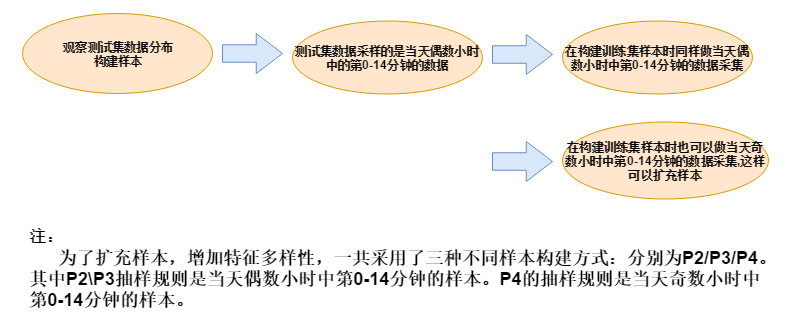 观察测试集数据分布
构建样本
测试集数据采样的是当天偶数小时
中的第0-14分钟的数据
在构建训练集样本时同样做当天偶
数小时中第0-14分钟的数据采集
在构建训练集样本时也可以做当天奇
数小时中第0-14分钟的数据采集,这样
可以扩充样本
注：
为了扩充样本，增加特征多样性，一共采用了三种不同样本构建方式：分别为P2/P3/P4。
其中P2\P3抽样规则是当天偶数小时中第0-14分钟的样本。P4的抽样规则是当天奇数小时中
第0-14分钟的样本。